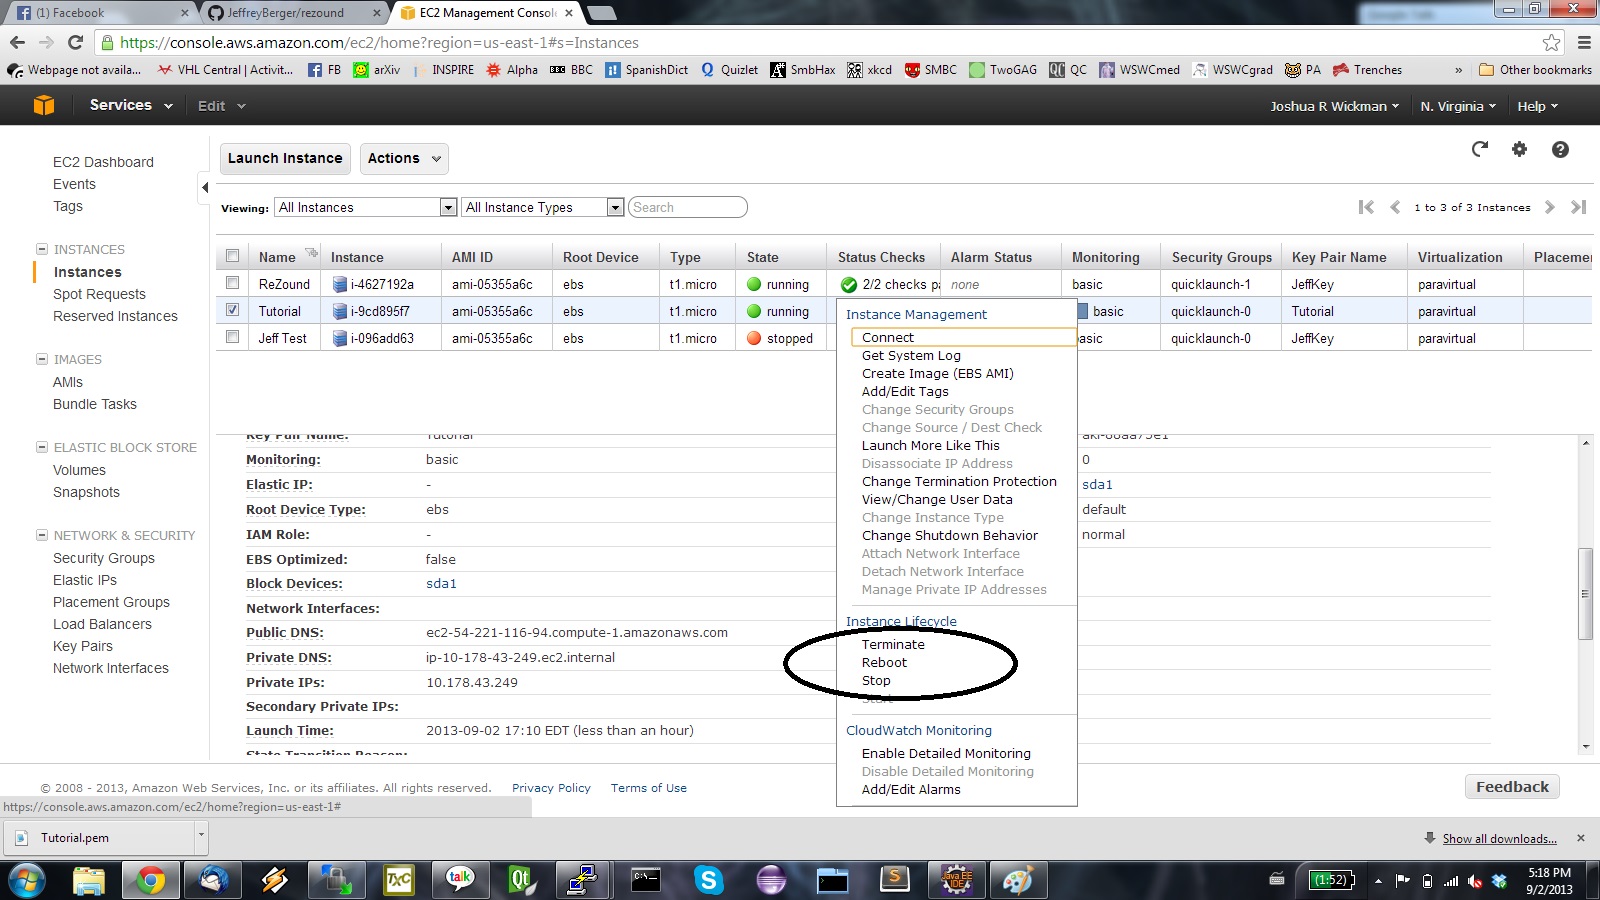 (1) Facebook
JeffreyBerger/rezound
EC2 Management Consol
Google Talk
https://console.aws.amazon.com/ec2/home?region=us-east-1#s=Instances
Webpage not availa...
VHL Central | Activit...
FB
arXiv
INSPIRE
Alpha
BBC
SpanishDict
Quizlet
SmbHax
xkcd
SMBC
TwoGAG
QC
WSWCmed
WSWCgrad
PA
Trenches
»
Other bookmarks
Services
Edit
Joshua R Wickman
N. Virginia
Help
EC2 Dashboard
Events
Tags
INSTANCES
Instances
Spot Requests
Reserved Instances
IMAGES
AMIs
Bundle Tasks
ELASTIC BLOCK STORE
Volumes
Snapshots
NETWORK & SECURITY
Security Groups
Elastic IPs
Placement Groups
Load Balancers
Key Pairs
Network Interfaces
Launch Instance
Actions
Viewing: All Instances All Instance Types Search
1 to 3 of 3 Instances
Name Instance AMI ID Root Device Type State Status Checks Alarm Status Monitoring Security Groups Key Pair Name Virtualization Placemen
ReZound i-4627192a ami-05355a6c ebs t1.micro running 2/2 checks pa none basic quicklaunch-1 JeffKey paravirtual
Tutorial i-9cd895f7 ami-05355a6c ebs t1.micro running basic quicklaunch-0 Tutorial paravirtual
Jeff Test i-096add63 ami-05355a6c ebs t1.micro stopped asic quicklaunch-0 JeffKey paravirtual
Instance Management
Connect
Get System Log
Create Image (EBS AMI)
Add/Edit Tags
Change Security Groups
Change Source / Dest Check
Launch More Like This
Disassociate IP Address
Change Termination Protection
View/Change User Data
Change Instance Type
Change Shutdown Behavior
Attach Network Interface
Detach Network Interface
Manage Private IP Addresses
Instance Lifecycle
Terminate
Reboot
Stop
Start
CloudWatch Monitoring
Enable Detailed Monitoring
Disable Detailed Monitoring
Add/Edit Alarms
Key Pair Name: Tutorial aki-88aa75e1
Monitoring: basic 0
Elastic IP: - sda1
Root Device Type: ebs default
IAM Role: - normal
EBS Optimized: false
Block Devices: sda1
Network Interfaces:
Public DNS: ec2-54-221-116-94.compute-1.amazonaws.com
Private DNS: ip-10-178-43-249.ec2.internal
Private IPs: 10.178.43.249
Secondary Private IPs:
Launch Time: 2013-09-02 17:10 EDT (less than an hour)
State Transition Reason:
© 2008 - 2013, Amazon Web Services, Inc. or its affiliates. All rights reserved. Privacy Policy Terms of Use
Feedback
https://console.aws.amazon.com/ec2/home?region=us-east-1#
Tutorial.pem
Show all downloads...
TXC
talk
Qt
C:\
S
Java EE
IDE
(1:52)
5:18 PM
9/2/2013